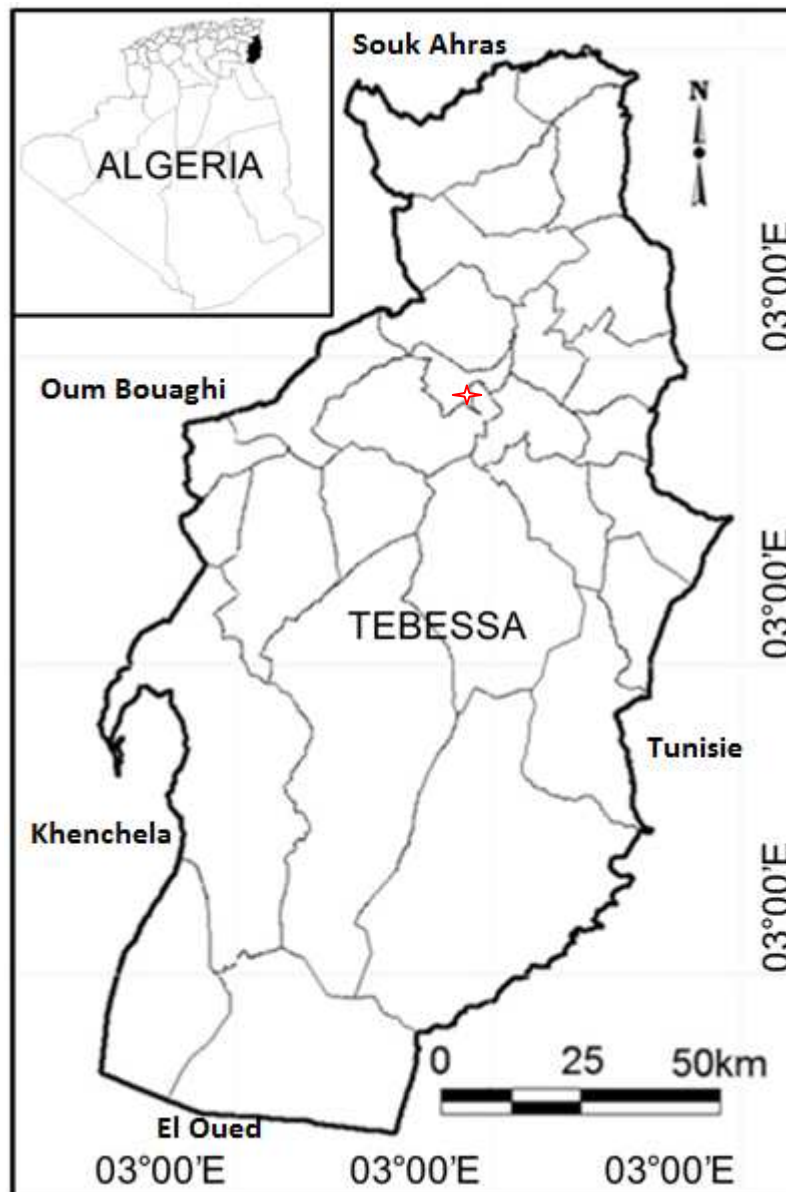 Souk Ahras
N
ALGERIA
03°00'E
Oum Bouaghi
03°00'E
TEBESSA
Tunisie
Khenchela
03°00'E
0 25 50km
El Oued
03°00'E 03°00'E 03°00'E